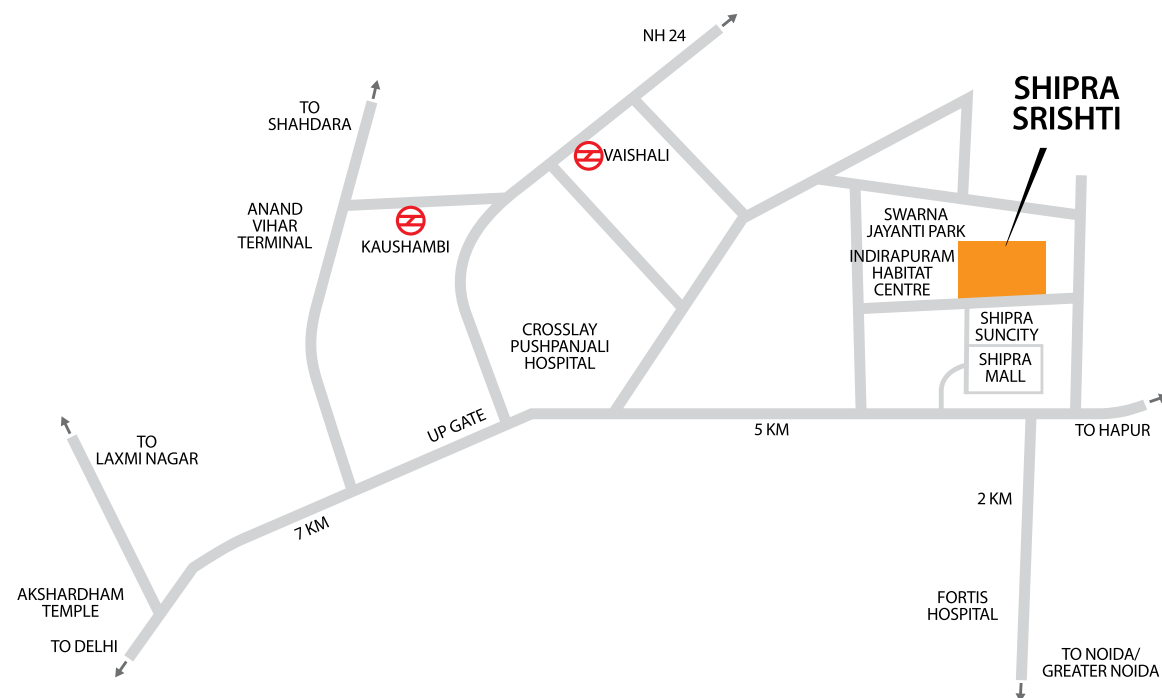 NH 24
SHIPRA
SRISHTI
TO
SHAHDARA
VAISHALI
ANAND
VIHAR
TERMINAL
KAUSHAMBI
SWARNA
JAYANTI PARK
INDIRAPURAM
HABITAT
CENTRE
CROSSLAY
PUSHPANJALI
HOSPITAL
SHIPRA
SUNCITY
SHIPRA
MALL
UP GATE
5 KM
TO HAPUR
TO
LAXMI NAGAR
7 KM
2 KM
AKSHARDHAM
TEMPLE
TO DELHI
FORTIS
HOSPITAL
TO NOIDA/
GREATER NOIDA